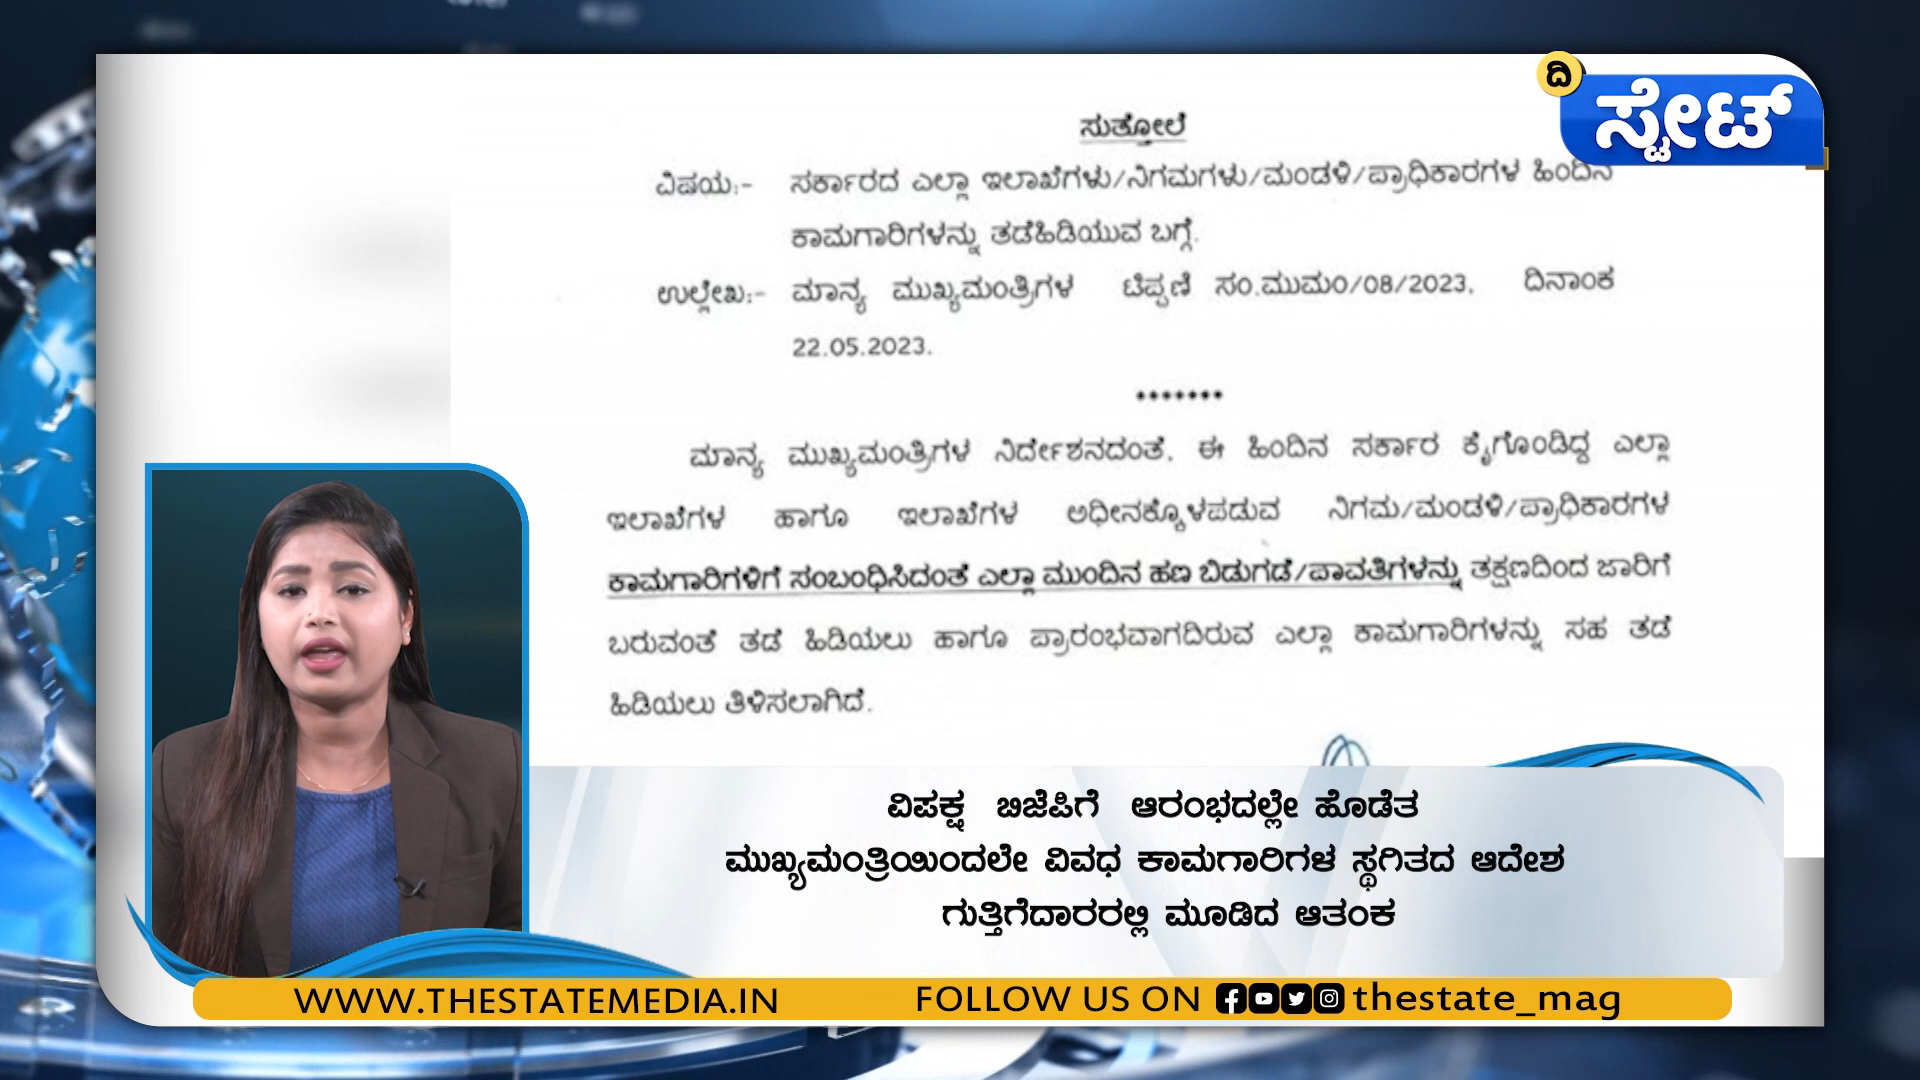 ದಿ
ಸ್ಟೇಟ್
ಸುತ್ತೋಲೆ
ವಿಷಯ:- ಸರ್ಕಾರದ ಎಲ್ಲಾ ಇಲಾಖೆಗಳು/ನಿಗಮಗಳು/ಮಂಡಳಿ/ಪ್ರಾಧಿಕಾರಗಳ ಹಿಂದಿನ
ಕಾಮಗಾರಿಗಳನ್ನು ತಡೆಹಿಡಿಯುವ ಬಗ್ಗೆ.
ಉಲ್ಲೇಖ:- ಮಾನ್ಯ ಮುಖ್ಯಮಂತ್ರಿಗಳ ಟಿಪ್ಪಣಿ ಸಂ.ಮುಮಂ/08/2023, ದಿನಾಂಕ
22.05.2023.
*******
ಮಾನ್ಯ ಮುಖ್ಯಮಂತ್ರಿಗಳ ನಿರ್ದೇಶನದಂತೆ, ಈ ಹಿಂದಿನ ಸರ್ಕಾರ ಕೈಗೊಂಡಿದ್ದ ಎಲ್ಲಾ
ಇಲಾಖೆಗಳ ಹಾಗೂ ಇಲಾಖೆಗಳ ಅಧೀನಕ್ಕೊಳಪಡುವ ನಿಗಮ/ಮಂಡಳಿ/ಪ್ರಾಧಿಕಾರಗಳ
ಕಾಮಗಾರಿಗಳಿಗೆ ಸಂಬಂಧಿಸಿದಂತೆ ಎಲ್ಲಾ ಮುಂದಿನ ಹಣ ಬಿಡುಗಡೆ/ಪಾವತಿಗಳನ್ನು ತಕ್ಷಣದಿಂದ ಜಾರಿಗೆ
ಬರುವಂತೆ ತಡೆ ಹಿಡಿಯಲು ಹಾಗೂ ಪ್ರಾರಂಭವಾಗದಿರುವ ಎಲ್ಲಾ ಕಾಮಗಾರಿಗಳನ್ನು ಸಹ ತಡೆ
ಹಿಡಿಯಲು ತಿಳಿಸಲಾಗಿದೆ.
ವಿಪಕ್ಷ ಬಿಜೆಪಿಗೆ ಆರಂಭದಲ್ಲೇ ಹೊಡೆತ
ಮುಖ್ಯಮಂತ್ರಿಯಿಂದಲೇ ವಿವಧ ಕಾಮಗಾರಿಗಳ ಸ್ಥಗಿತದ ಆದೇಶ
ಗುತ್ತಿಗೆದಾರರಲ್ಲಿ ಮೂಡಿದ ಆತಂಕ
WWW.THESTATEMEDIA.IN FOLLOW US ON thestate_mag